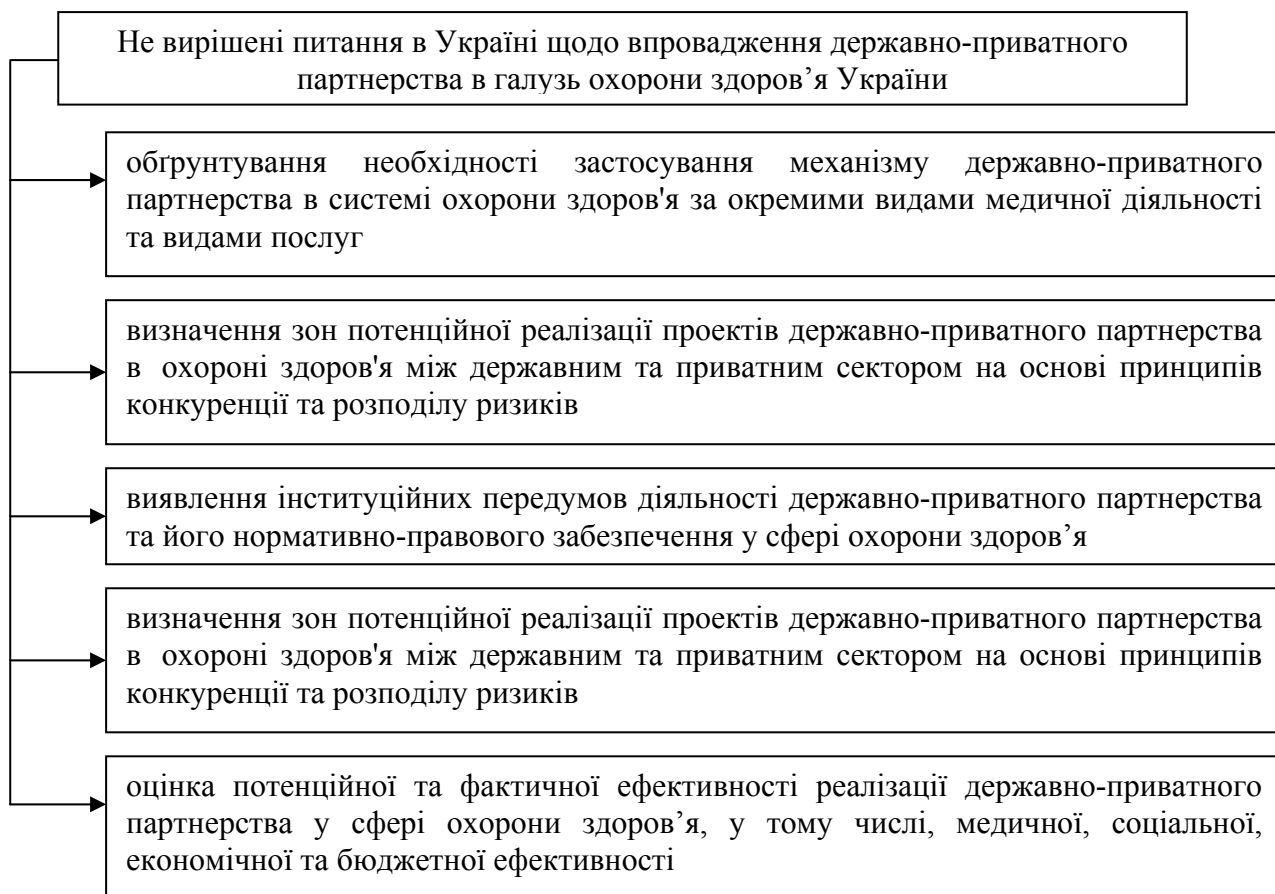 Не вирішені питання в Україні щодо впровадження державно-приватного
партнерства в галузь охорони здоров’я України
обґрунтування необхідності застосування механізму державно-приватного
партнерства в системі охорони здоров'я за окремими видами медичної діяльності
та видами послуг
визначення зон потенційної реалізації проектів державно-приватного партнерства
в охороні здоров'я між державним та приватним сектором на основі принципів
конкуренції та розподілу ризиків
виявлення інституційних передумов діяльності державно-приватного партнерства
та його нормативно-правового забезпечення у сфері охорони здоров’я
визначення зон потенційної реалізації проектів державно-приватного партнерства
в охороні здоров'я між державним та приватним сектором на основі принципів
конкуренції та розподілу ризиків
оцінка потенційної та фактичної ефективності реалізації державно-приватного
партнерства у сфері охорони здоров’я, у тому числі, медичної, соціальної,
економічної та бюджетної ефективності